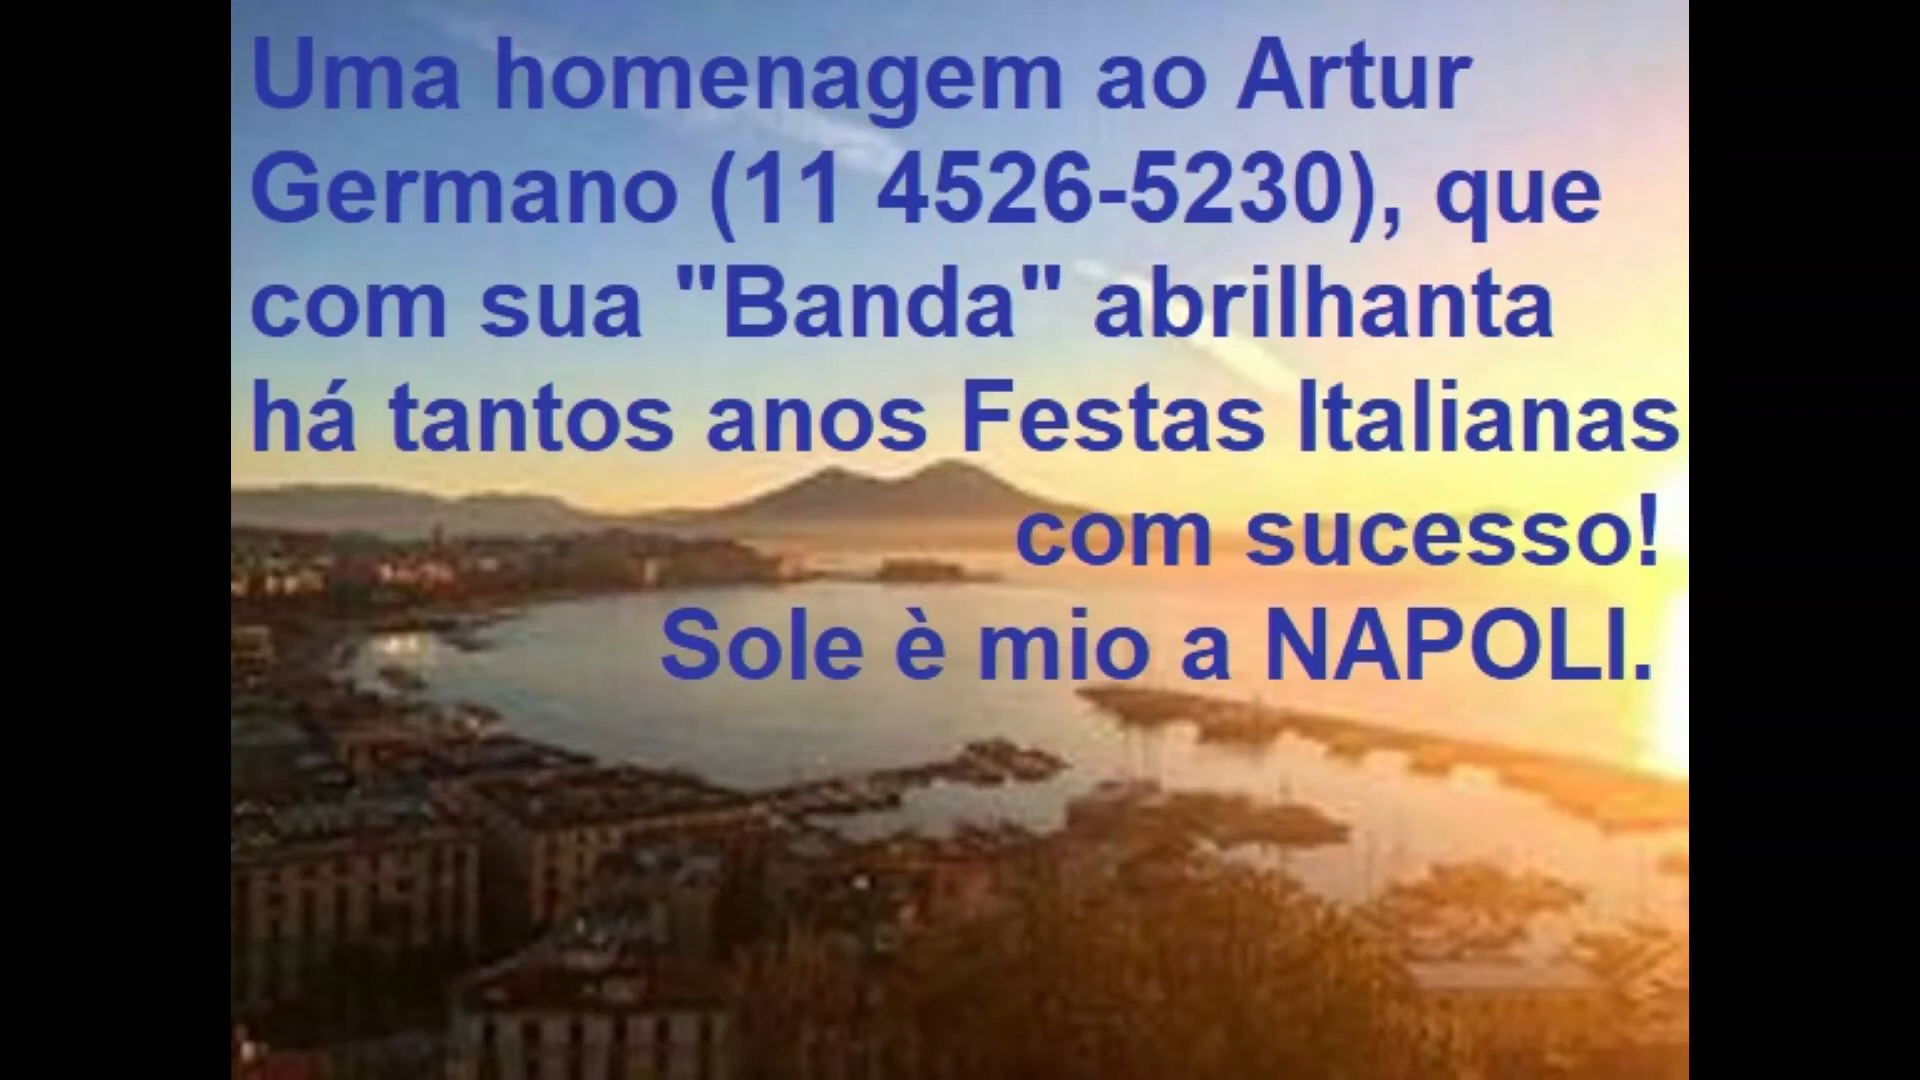 Uma homenagem ao Artur
Germano (11 4526-5230), que
com sua "Banda" abrilhanta
há tantos anos Festas Italianas
com sucesso!
Sole è mio a NAPOLI.